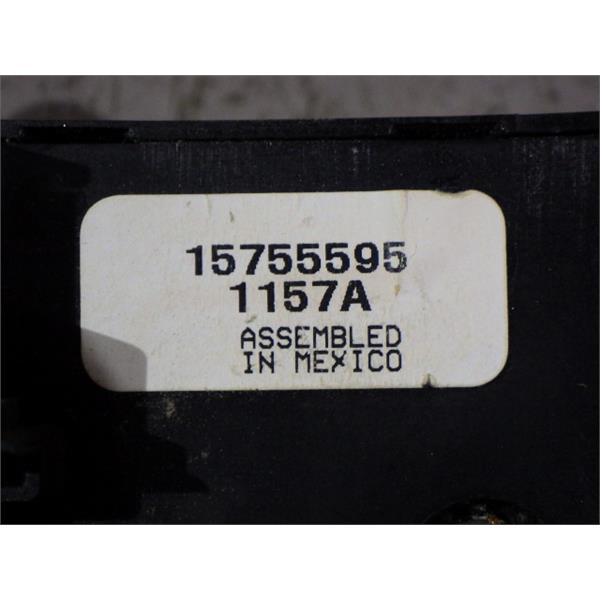 15755595
1157A
ASSEMBLED
IN MEXICO